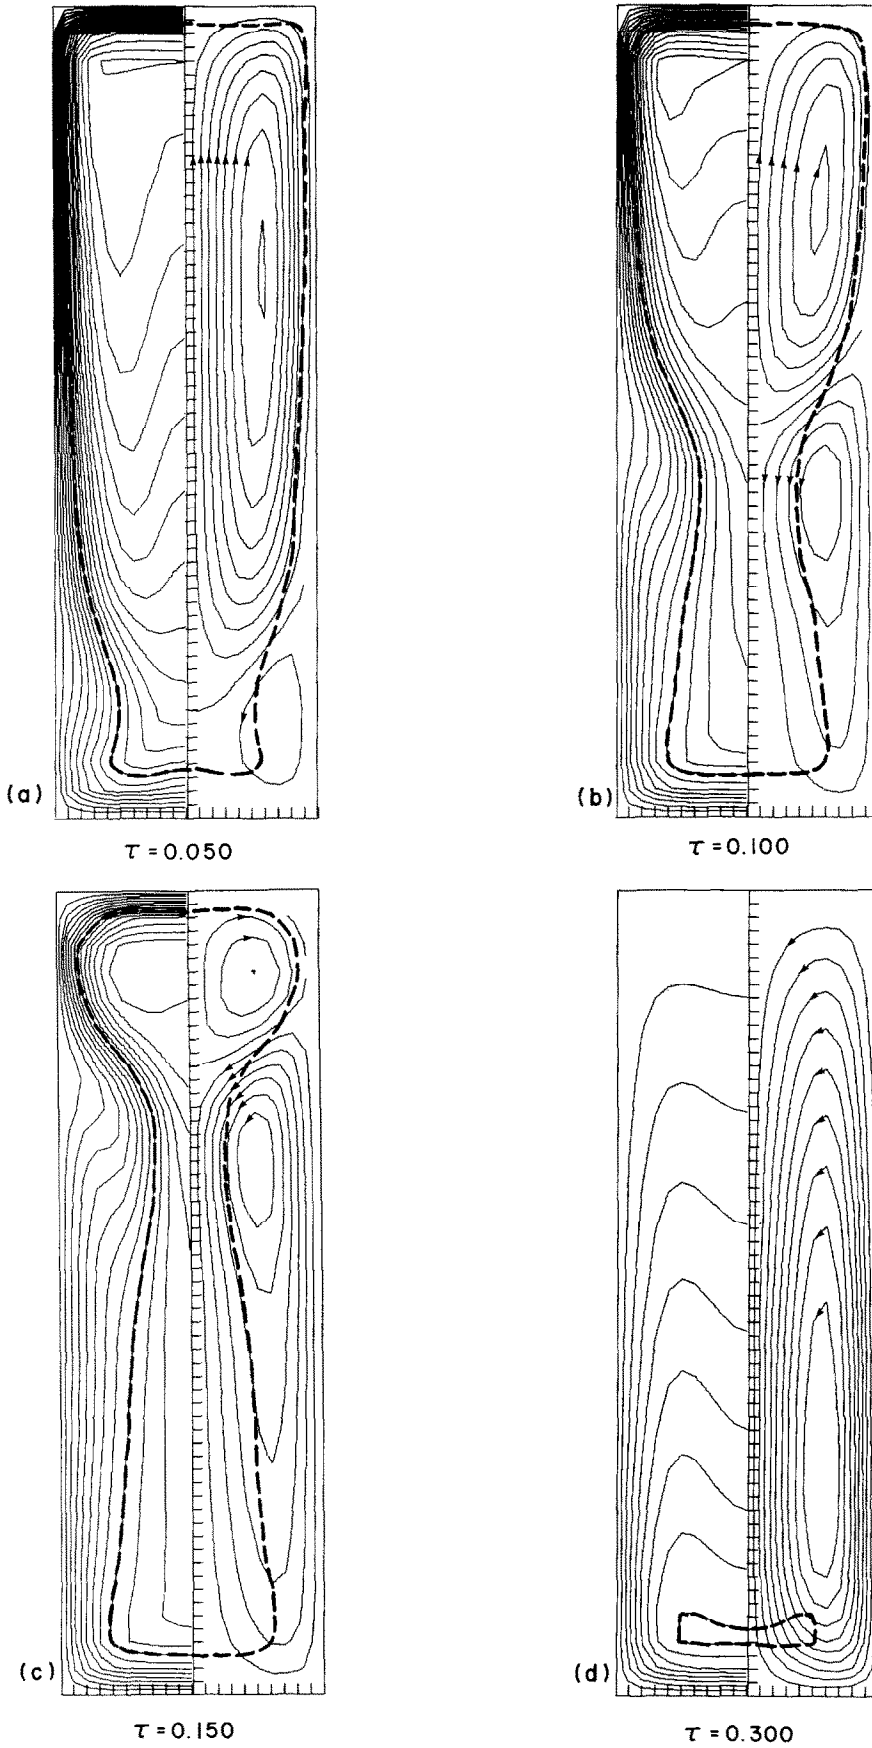 (a)
τ = 0.050
(b)
τ = 0.100
(c)
τ = 0.150
(d)
τ = 0.300